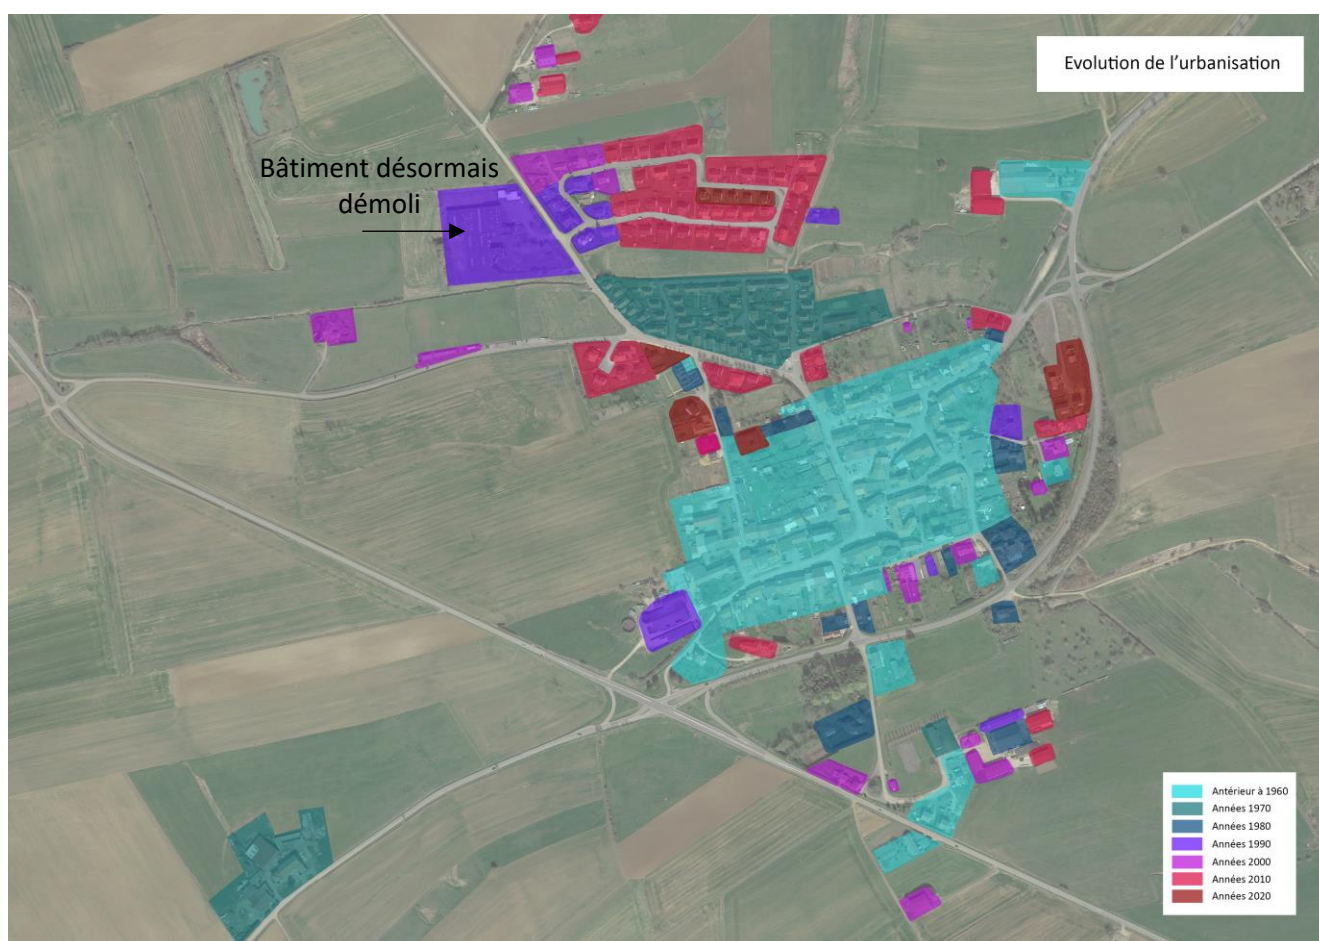 Evolution de l’urbanisation
Bâtiment désormais
démoli
Antérieur à 1960
Années 1970
Années 1980
Années 1990
Années 2000
Années 2010
Années 2020